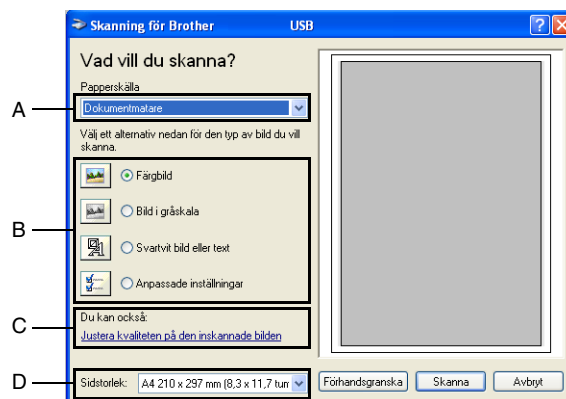 Skanning för Brother USB
Vad vill du skanna?
Papperskälla
A
Dokumentmatare
Välj ett alternativ nedan för den typ av bild du vill
skanna.
Färgbild
Bild i gråskala
B
Svartvit bild eller text
Anpassade inställningar
C
Du kan också:
Justera kvaliteten på den inskannade bilden
D
Sidstorlek: A4 210 x 297 mm (8,3 x 11,7 tum
Förhandsgranska Skanna Avbryt